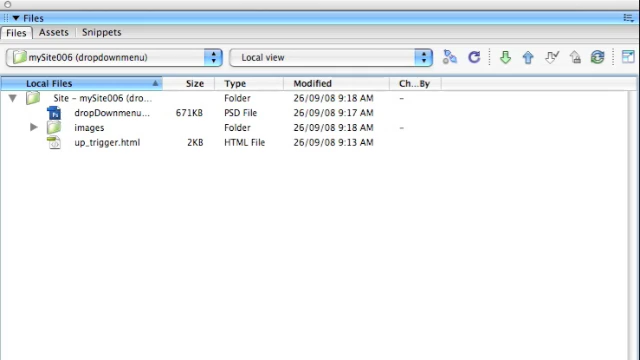 Files
Files Assets Snippets
mySite006 (dropdownmenu) Local view
Local Files Size Type Modified Ch...By
Site – mySite006 (dro... Folder 26/09/08 9:18 AM –
dropDownmenu... 671KB PSD File 26/09/08 9:17 AM
images Folder 26/09/08 9:18 AM –
up_trigger.html 2KB HTML File 26/09/08 9:13 AM